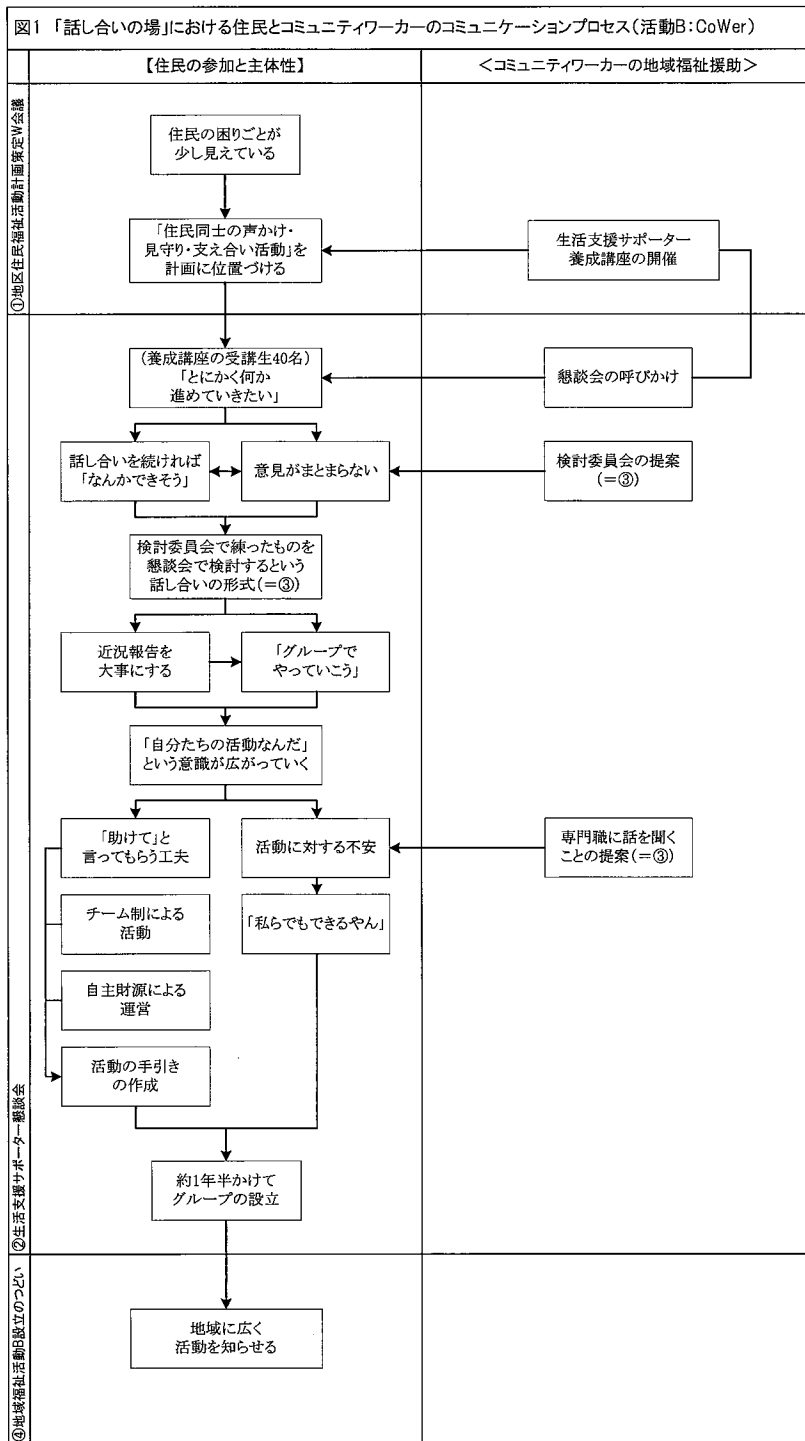 図1 「話し合いの場」における住民とコミュニティワーカーのコミュニケーションプロセス(活動B:CoWer)
【住民の参加と主体性】
<コミュニティワーカーの地域福祉援助>
①地区住民福祉活動計画策定W会議
住民の困りごとが
少し見えている
「住民同士の声かけ・
見守り・支え合い活動」を
計画に位置づける
生活支援サポーター
養成講座の開催
②生活支援サポーター懇談会
(養成講座の受講生40名)
「とにかく何か
進めていきたい」
懇談会の呼びかけ
話し合いを続ければ
「なんかできそう」
意見がまとまらない
検討委員会の提案
(=③)
検討委員会で練ったものを
懇談会で検討するという
話し合いの形式(=③)
近況報告を
大事にする
「グループで
やっていこう」
「自分たちの活動なんだ」
という意識が広がっていく
「助けて」と
言ってもらう工夫
活動に対する不安
専門職に話を聞く
ことの提案(=③)
チーム制による
活動
「私らでもできるやん」
自主財源による
運営
活動の手引き
の作成
約1年半かけて
グループの設立
④地域福祉活動B設立のつどい
地域に広く
活動を知らせる